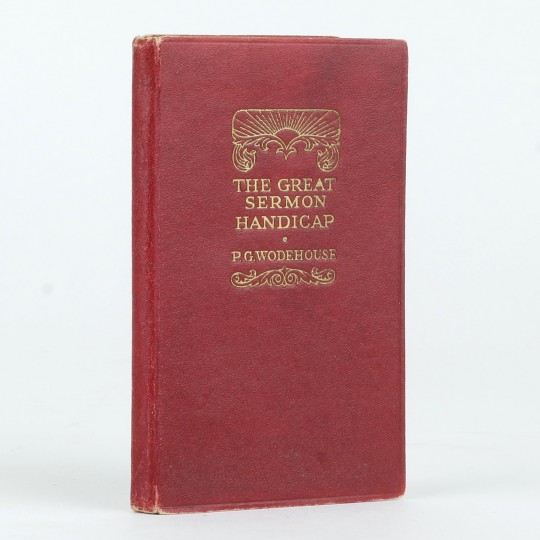 THE GREAT
SERMON
HANDICAP
P.G.WODEHOUSE